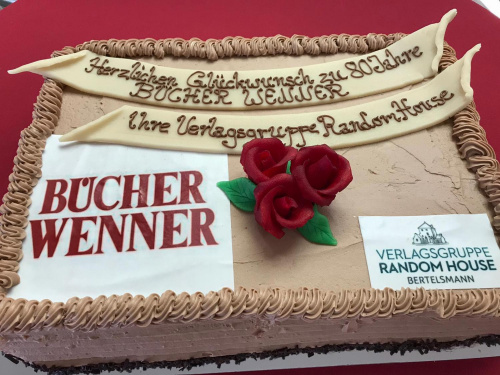 Herzlichen Glückwunsch zu 80 Jahre
BÜCHER WENNER
Ihre Verlagsgruppe Random House
BÜCHER
WENNER
VERLAGSGRUPPE
RANDOM HOUSE
BERTELSMANN